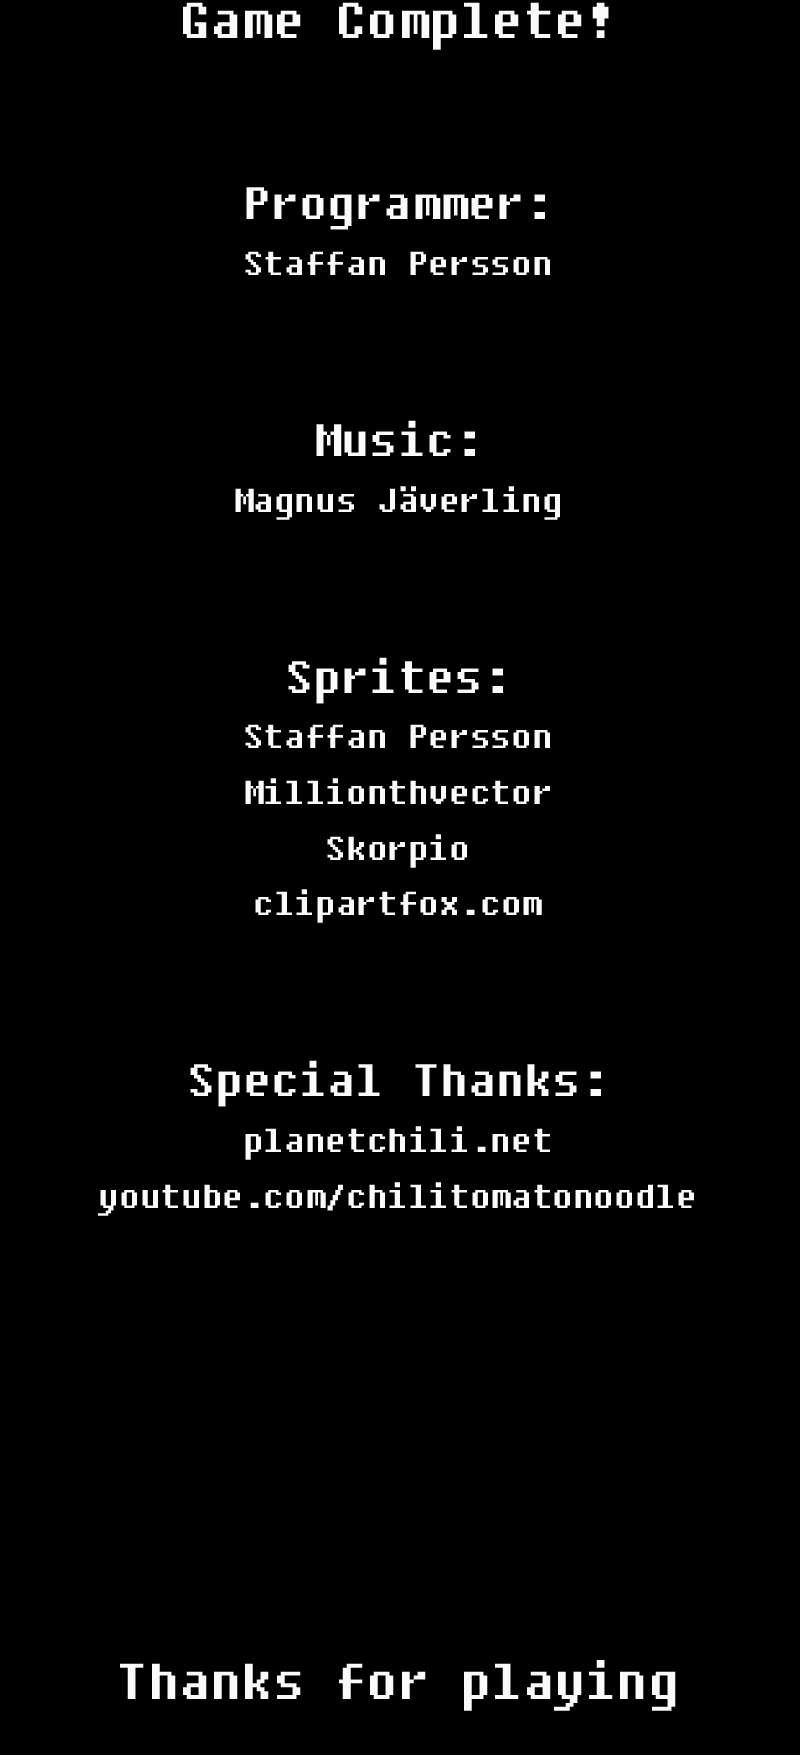 Game Complete!
Programmer:
Staffan Persson
Music:
Magnus Jäverling
Sprites:
Staffan Persson
Millionthvector
Skorpio
clipartfox.com
Special Thanks:
planetchili.net
youtube.com/chilitomatonoodle
Thanks for playing